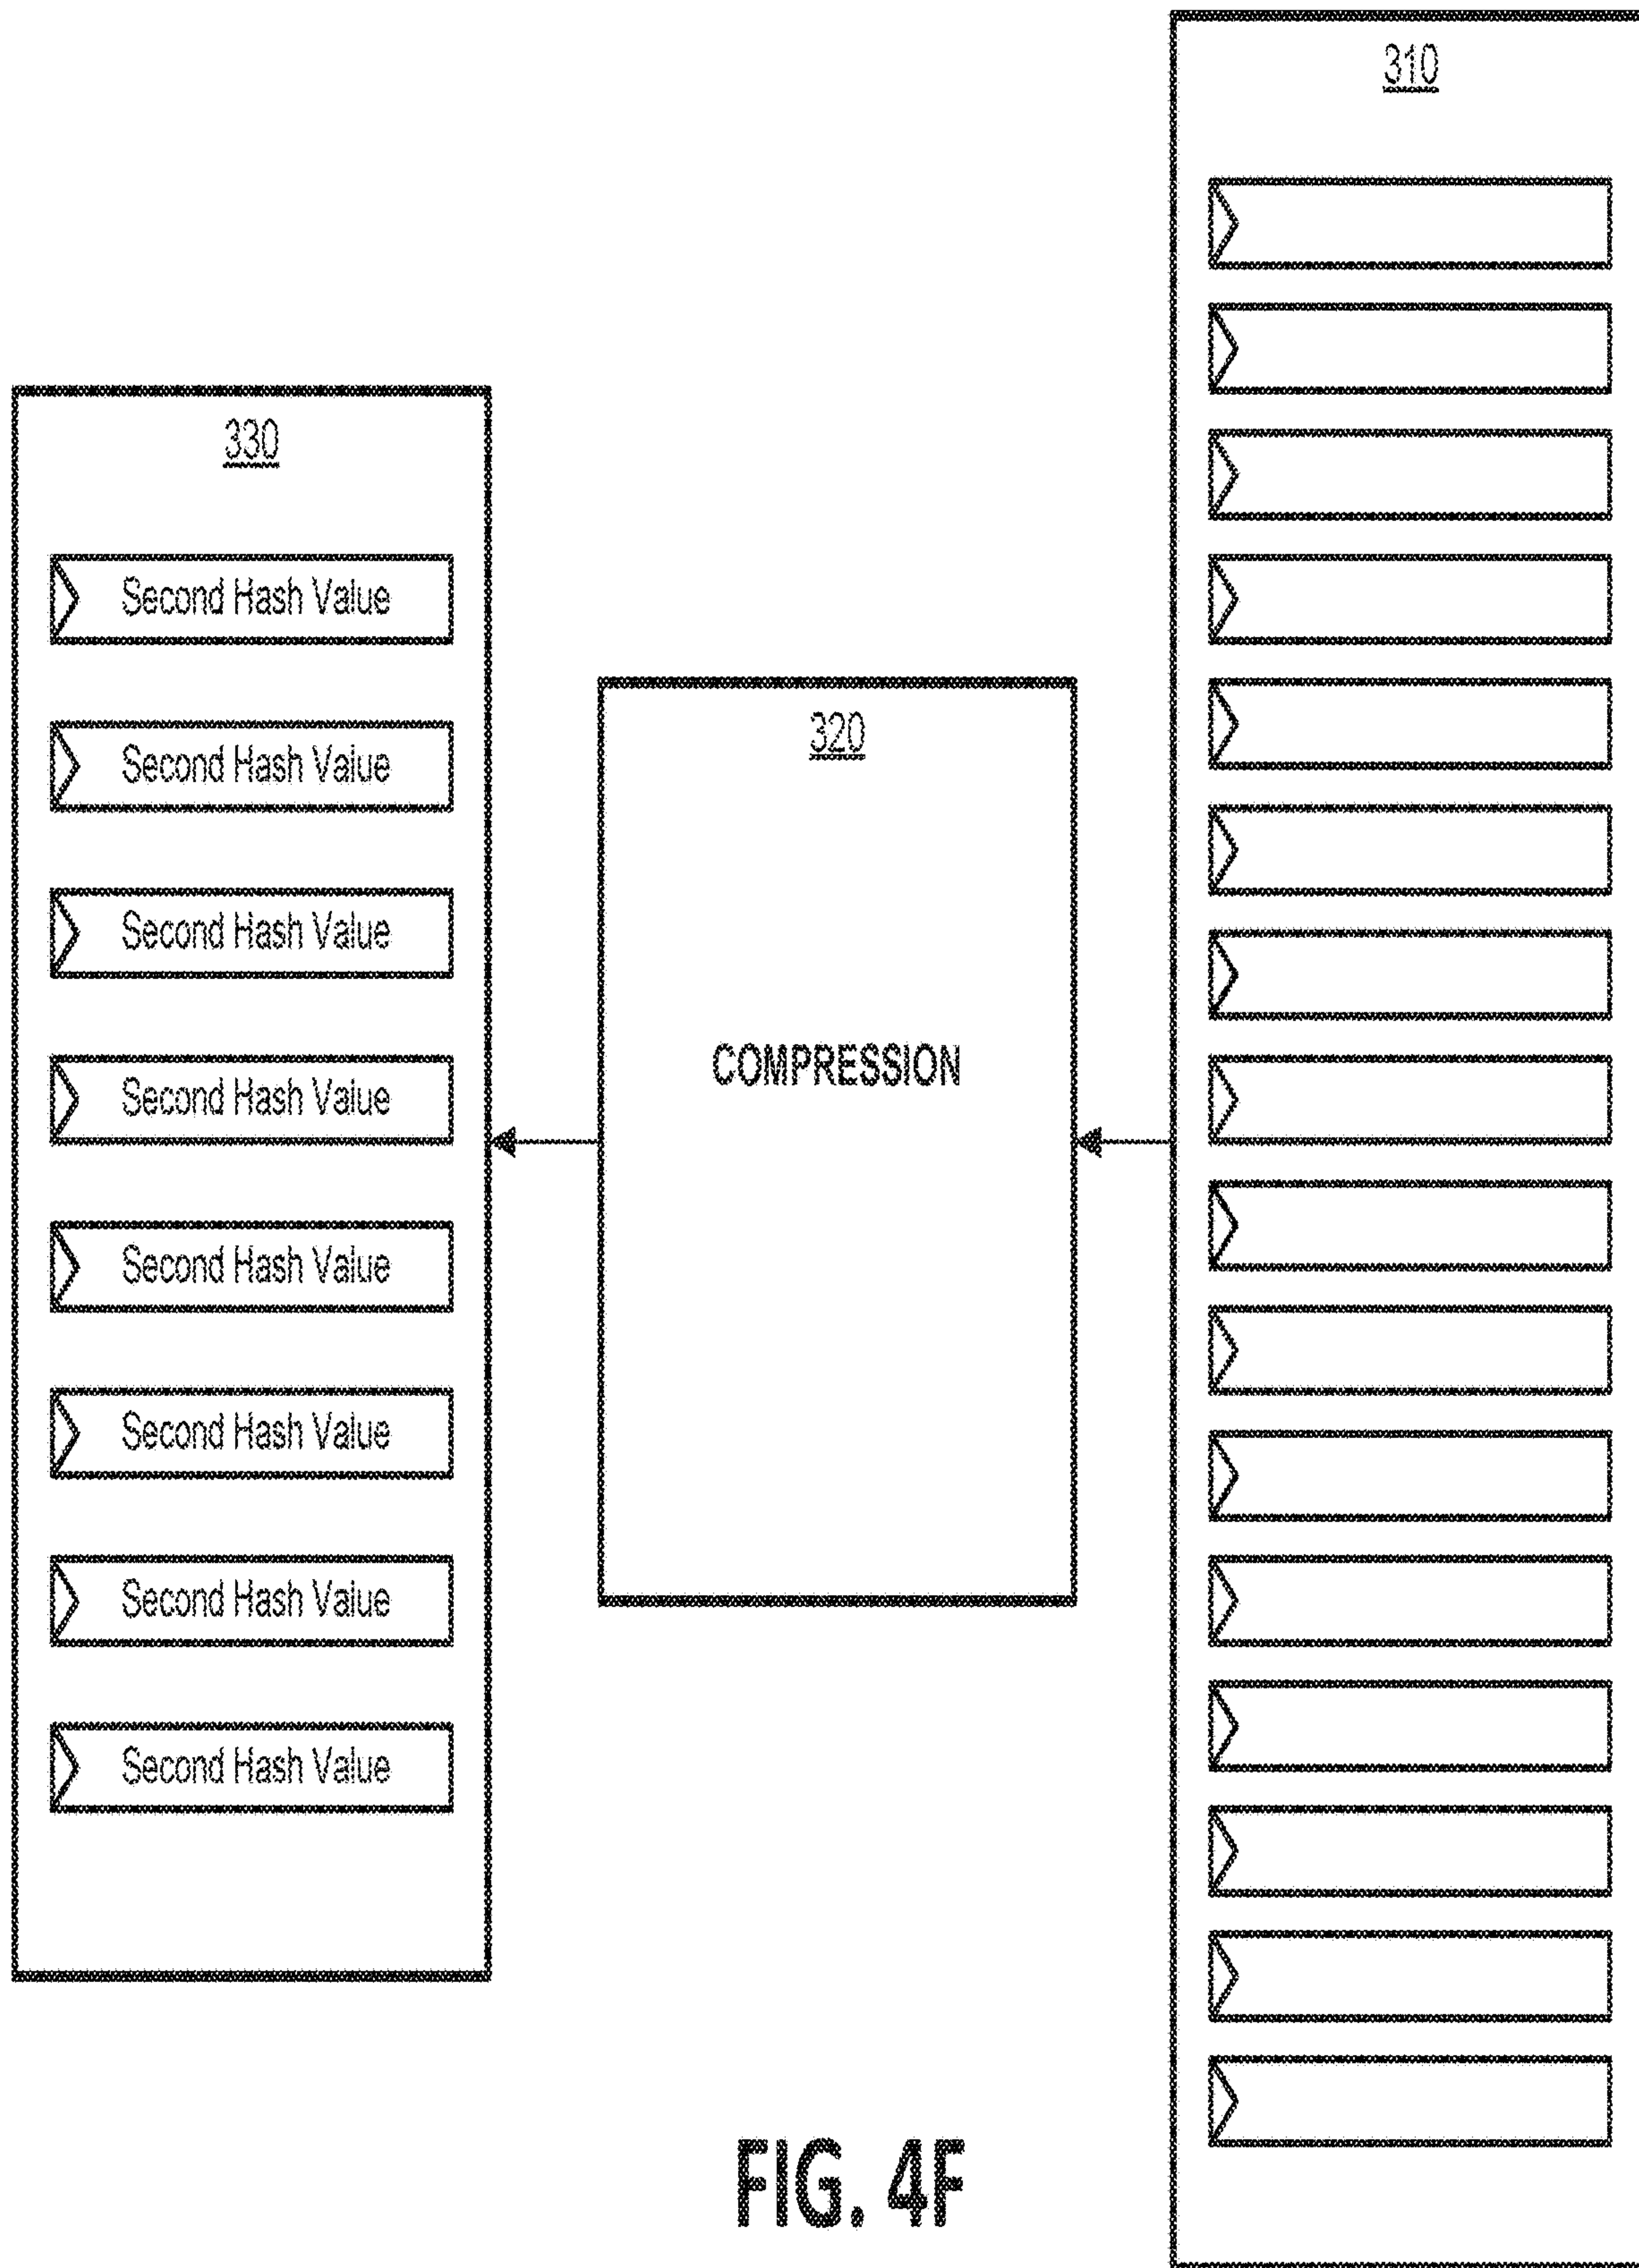 310
330
Second Hash Value
Second Hash Value
Second Hash Value
Second Hash Value
Second Hash Value
Second Hash Value
Second Hash Value
Second Hash Value
320
COMPRESSION
FIG. 4F